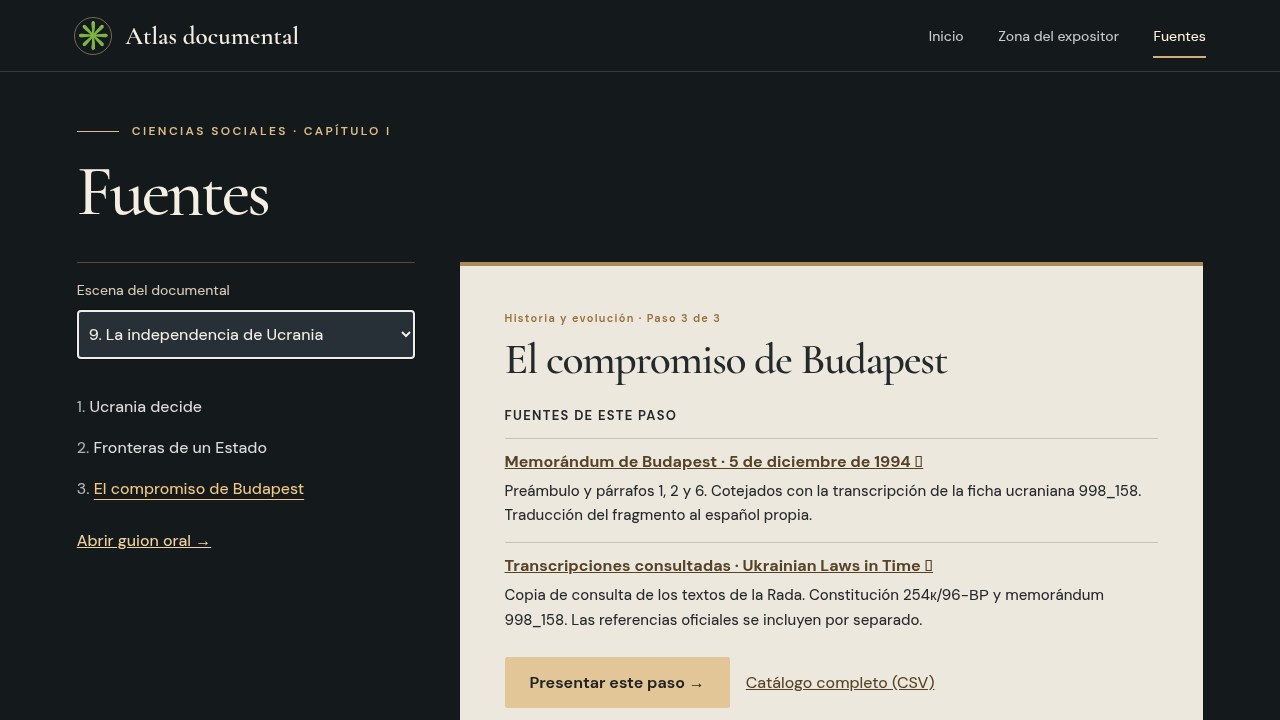 Atlas documental
Inicio
Zona del expositor
Fuentes
CIENCIAS SOCIALES · CAPÍTULO I
Fuentes
Escena del documental
9. La independencia de Ucrania
1. Ucrania decide
2. Fronteras de un Estado
3. El compromiso de Budapest
Abrir guion oral →
Historia y evolución · Paso 3 de 3
El compromiso de Budapest
FUENTES DE ESTE PASO
Memorándum de Budapest · 5 de diciembre de 1994
Preámbulo y párrafos 1, 2 y 6. Cotejados con la transcripción de la ficha ucraniana 998_158.
Traducción del fragmento al español propia.
Transcripciones consultadas · Ukrainian Laws in Time
Copia de consulta de los textos de la Rada. Constitución 254к/96-ВР y memorándum
998_158. Las referencias oficiales se incluyen por separado.
Presentar este paso →
Catálogo completo (CSV)